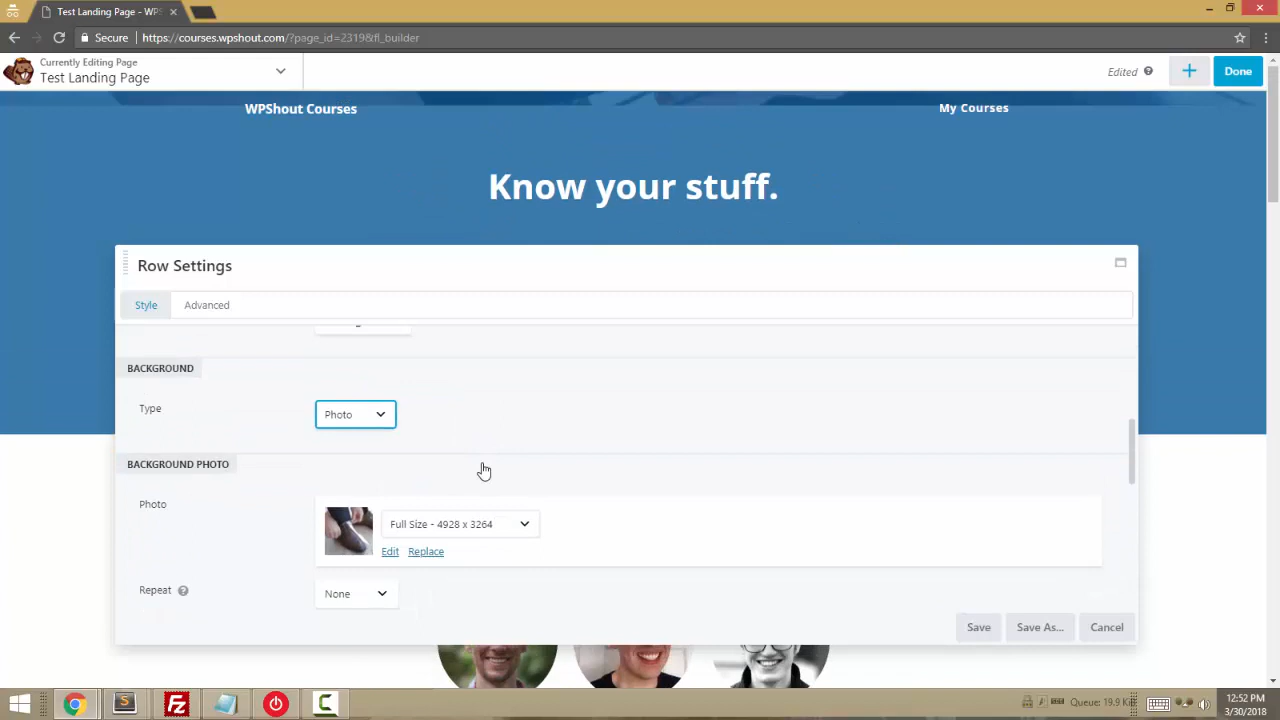 Test Landing Page - WPS
Secure
https://courses.wpshout.com/?page_id=2319&fl_builder
Currently Editing Page
Test Landing Page
Edited
Done
WPShout Courses
My Courses
Know your stuff.
Row Settings
Style
Advanced
BACKGROUND
Type
Photo
BACKGROUND PHOTO
Photo
Full Size - 4928 x 3264
Edit
Replace
Repeat
None
Save
Save As...
Cancel
Queue: 19.9 K
12:52 PM
3/30/2018